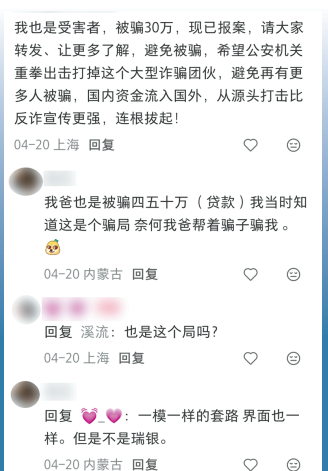 我也是受害者，被骗30万，现已报案，请大家
转发、让更多了解，避免被骗，希望公安机关
重拳出击打掉这个大型诈骗团伙，避免再有更
多人被骗，国内资金流入国外，从源头打击比
反诈宣传更强，连根拔起！
04-20 上海 回复
我爸也是被骗四五十万（贷款）我当时知
道这是个骗局 奈何我爸帮着骗子骗我 。
04-20 内蒙古 回复
回复 溪流：也是这个局吗?
04-20 上海 回复
回复 💓_💗：一模一样的套路 界面也一
样。但是不是瑞银。
04-20 内蒙古 回复